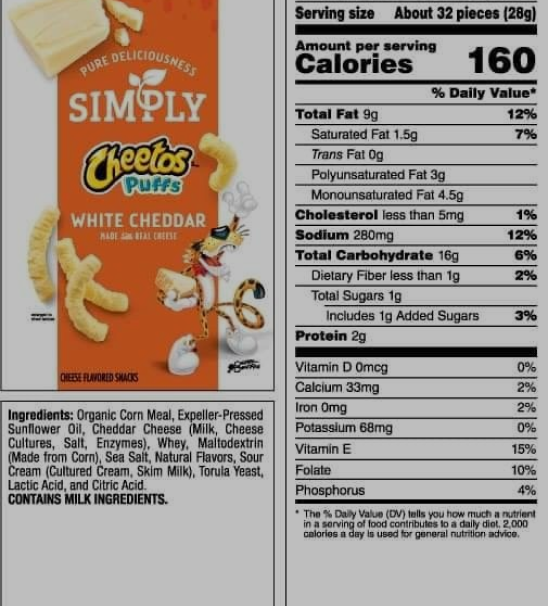 PURE DELICIOUSNESS
SIMPLY
Cheetos
Puffs
WHITE CHEDDAR
MADE with REAL CHEESE
CHEESE FLAVORED SNACKS
Ingredients: Organic Corn Meal, Expeller-Pressed
Sunflower Oil, Cheddar Cheese (Milk, Cheese
Cultures, Salt, Enzymes), Whey, Maltodextrin
(Made from Corn), Sea Salt, Natural Flavors, Sour
Cream (Cultured Cream, Skim Milk), Torula Yeast,
Lactic Acid, and Citric Acid.
CONTAINS MILK INGREDIENTS.
Serving size About 32 pieces (28g)
Amount per serving
Calories 160
% Daily Value*
Total Fat 9g 12%
Saturated Fat 1.5g 7%
Trans Fat 0g
Polyunsaturated Fat 3g
Monounsaturated Fat 4.5g
Cholesterol less than 5mg 1%
Sodium 280mg 12%
Total Carbohydrate 16g 6%
Dietary Fiber less than 1g 2%
Total Sugars 1g
Includes 1g Added Sugars 3%
Protein 2g
Vitamin D 0mcg 0%
Calcium 33mg 2%
Iron 0mg 2%
Potassium 68mg 0%
Vitamin E 15%
Folate 10%
Phosphorus 4%
* The % Daily Value (DV) tells you how much a nutrient
in a serving of food contributes to a daily diet. 2,000
calories a day is used for general nutrition advice.